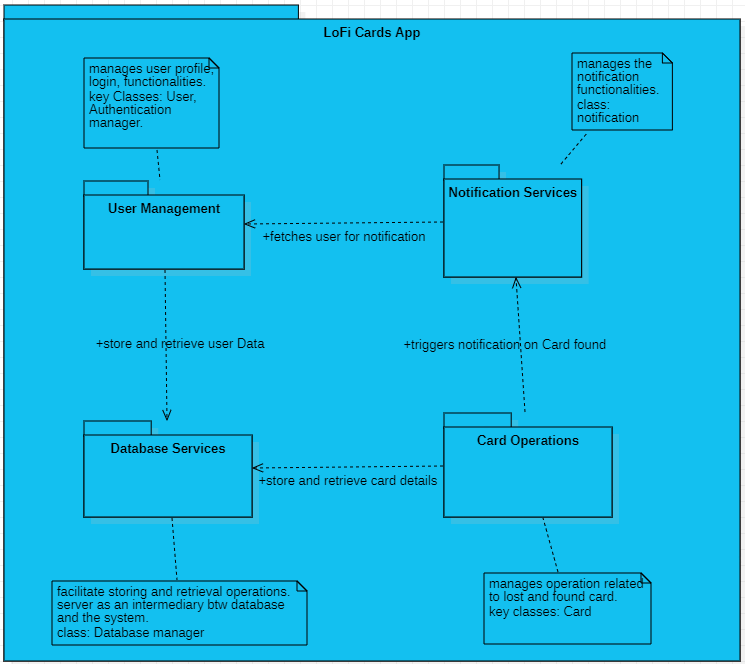 LoFi Cards App
manages user profile,
login, functionalities.
key Classes: User,
Authentication
manager.
manages the
notification
functionalities.
class:
notification
User Management
Notification Services
+fetches user for notification
+store and retrieve user Data
+triggers notification on Card found
Database Services
Card Operations
+store and retrieve card details
facilitate storing and retrieval operations.
server as an intermediary btw database
and the system.
class: Database manager
manages operation related
to lost and found card.
key classes: Card